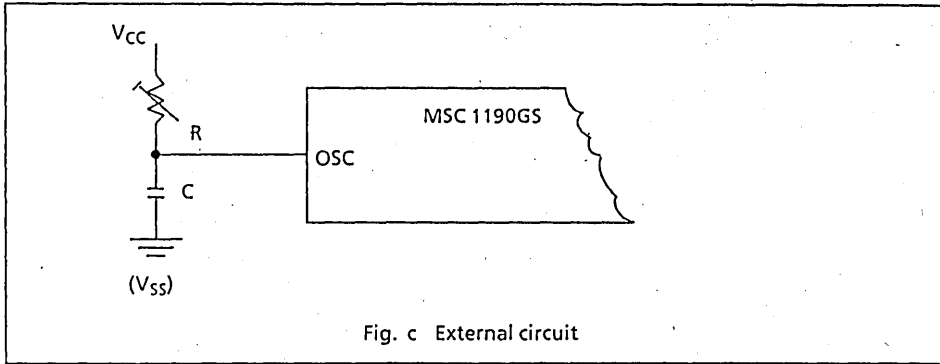 VCC
MSC 1190GS
R
OSC
C
(VSS)
Fig. c External circuit